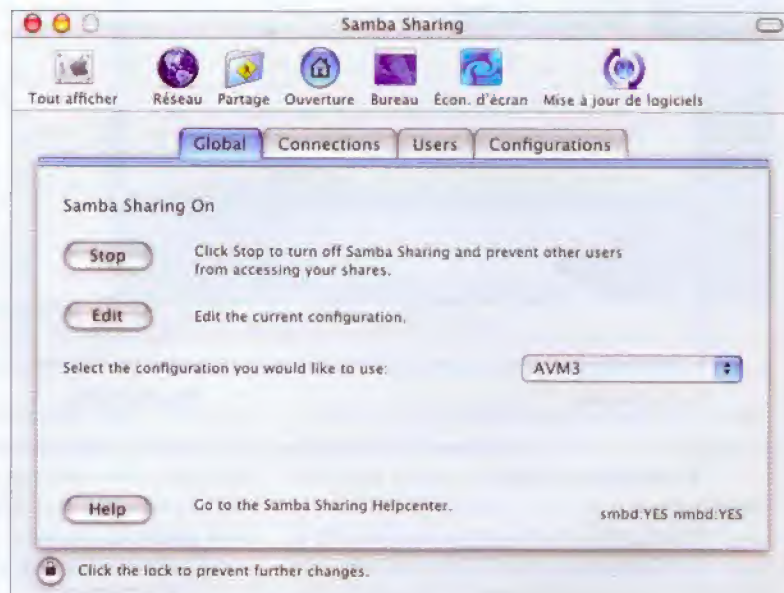 Samba Sharing
Tout afficher Réseau Partage Ouverture Bureau Écon. d'écran Mise à jour de logiciels
Global Connections Users Configurations
Samba Sharing On
Stop Click Stop to turn off Samba Sharing and prevent other users
from accessing your shares.
Edit Edit the current configuration.
Select the configuration you would like to use: AVM3
Help Go to the Samba Sharing Helpcenter. smbd:YES nmbd:YES
Click the lock to prevent further changes.